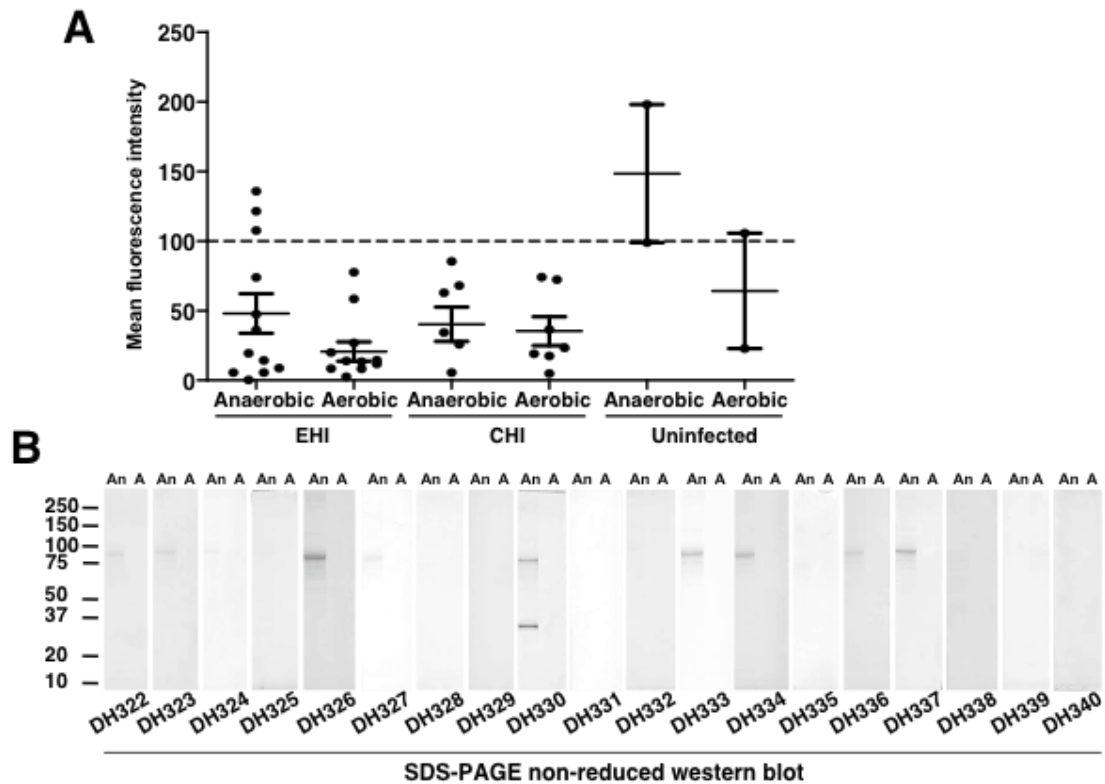 A
250
200
150
100
50
0
Mean fluorescence intensity
Anaerobic Aerobic Anaerobic Aerobic Anaerobic Aerobic
EHI CHI Uninfected
B
An A An A An A An A An A An A An A An A An A An A An A An A An A An A An A An A An A An A An A
250
150
100
75
50
37
20
10
DH322 DH323 DH324 DH325 DH326 DH327 DH328 DH329 DH330 DH331 DH332 DH333 DH334 DH335 DH336 DH337 DH338 DH339 DH340
SDS-PAGE non-reduced western blot